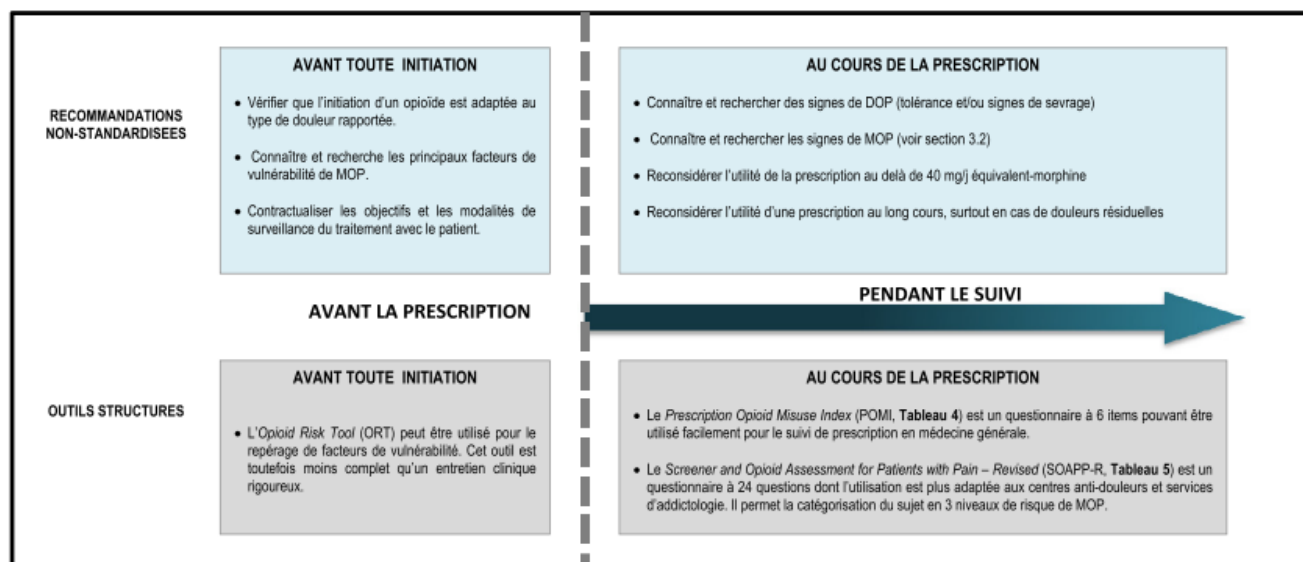 RECOMMANDATIONS
NON-STANDARDISEES
AVANT TOUTE INITIATION
• Vérifier que l'initiation d'un opioïde est adaptée au
type de douleur rapportée.
• Connaître et recherche les principaux facteurs de
vulnérabilité de MOP.
• Contractualiser les objectifs et les modalités de
surveillance du traitement avec le patient.
AU COURS DE LA PRESCRIPTION
• Connaître et rechercher des signes de DOP (tolérance et/ou signes de sevrage)
• Connaître et rechercher les signes de MOP (voir section 3.2)
• Reconsidérer l'utilité de la prescription au delà de 40 mg/j équivalent-morphine
• Reconsidérer l'utilité d'une prescription au long cours, surtout en cas de douleurs résiduelles
AVANT LA PRESCRIPTION
PENDANT LE SUIVI
OUTILS STRUCTURES
AVANT TOUTE INITIATION
• L'Opioid Risk Tool (ORT) peut être utilisé pour le
repérage de facteurs de vulnérabilité. Cet outil est
toutefois moins complet qu'un entretien clinique
rigoureux.
AU COURS DE LA PRESCRIPTION
• Le Prescription Opioid Misuse Index (POMI, Tableau 4) est un questionnaire à 6 items pouvant être
utilisé facilement pour le suivi de prescription en médecine générale.
• Le Screener and Opioid Assessment for Patients with Pain – Revised (SOAPP-R, Tableau 5) est un
questionnaire à 24 questions dont l'utilisation est plus adaptée aux centres anti-douleurs et services
d'addictologie. Il permet la catégorisation du sujet en 3 niveaux de risque de MOP.